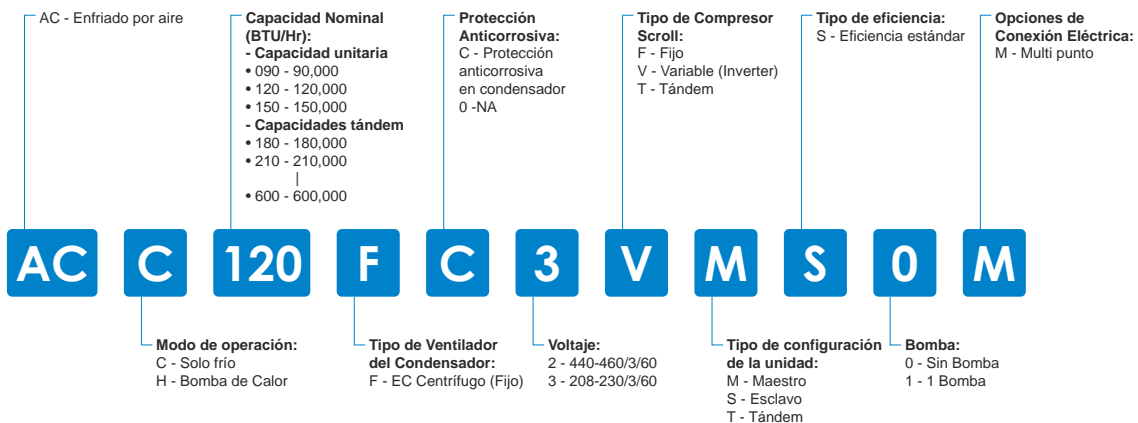 AC - Enfriado por aire
Capacidad Nominal
(BTU/Hr):
- Capacidad unitaria
• 090 - 90,000
• 120 - 120,000
• 150 - 150,000
- Capacidades tándem
• 180 - 180,000
• 210 - 210,000
|
• 600 - 600,000
Protección
Anticorrosiva:
C - Protección
anticorrosiva
en condensador
0 -NA
Tipo de Compresor
Scroll:
F - Fijo
V - Variable (Inverter)
T - Tándem
Tipo de eficiencia:
S - Eficiencia estándar
Opciones de
Conexión Eléctrica:
M - Multi punto
AC C 120 F C 3 V M S 0 M
Modo de operación:
C - Solo frío
H - Bomba de Calor
Tipo de Ventilador
del Condensador:
F - EC Centrífugo (Fijo)
Voltaje:
2 - 440-460/3/60
3 - 208-230/3/60
Tipo de configuración
de la unidad:
M - Maestro
S - Esclavo
T - Tándem
Bomba:
0 - Sin Bomba
1 - 1 Bomba